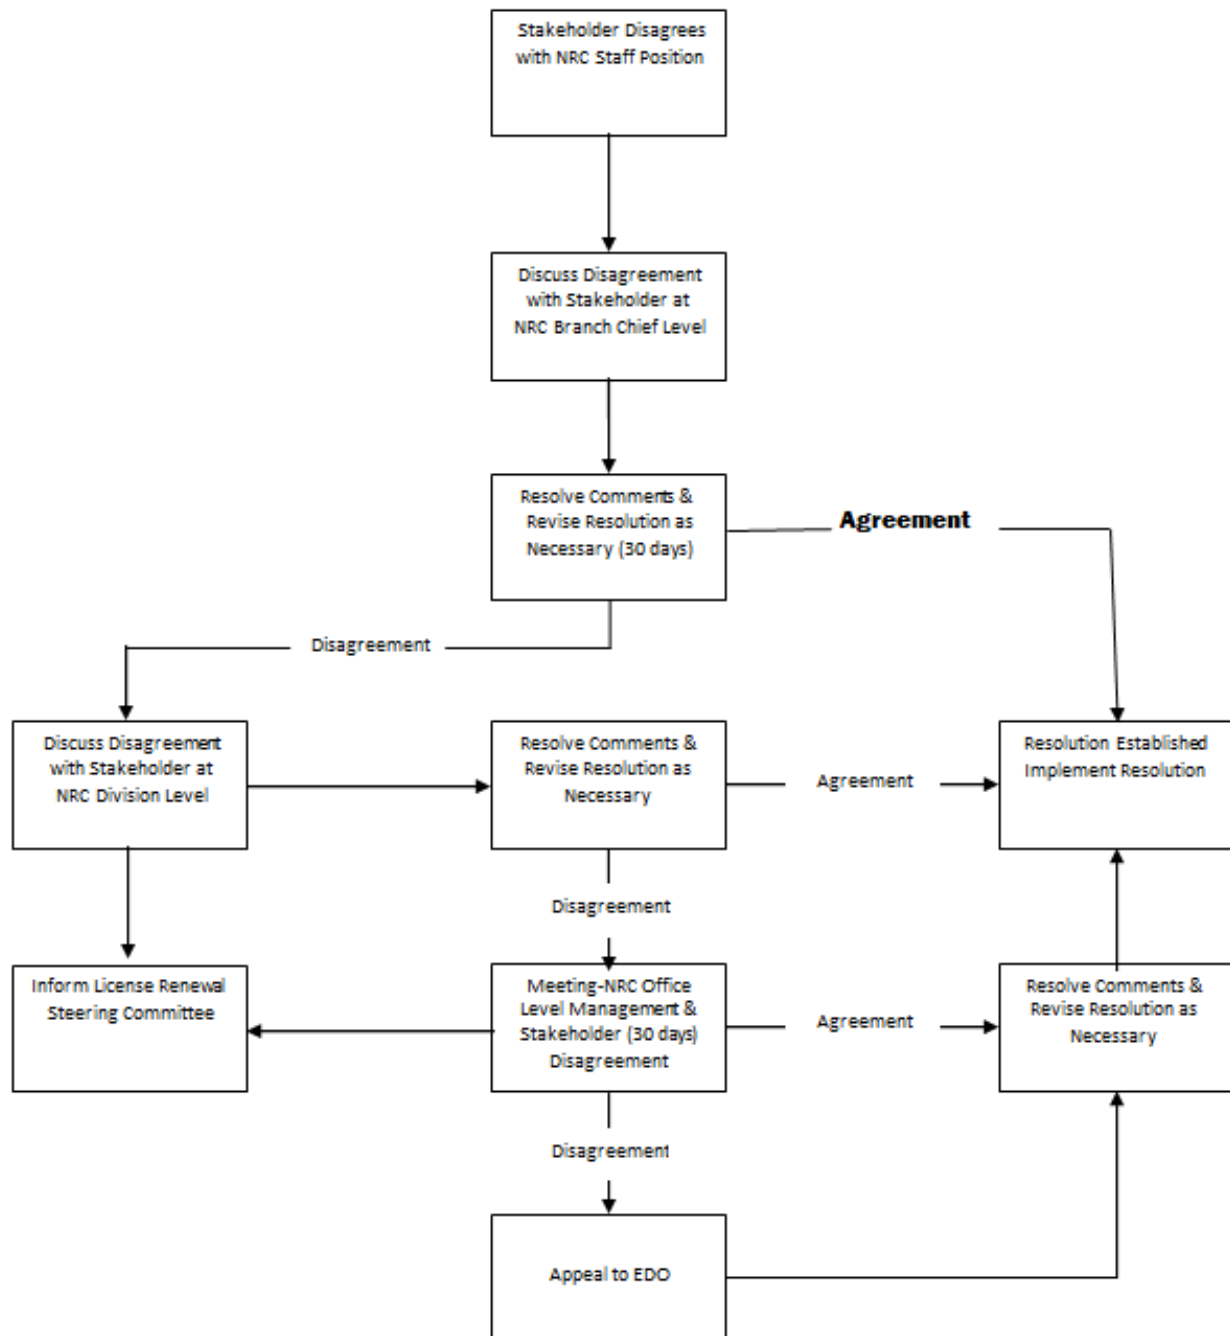 Stakeholder Disagrees
with NRC Staff Position
Discuss Disagreement
with Stakeholder at
NRC Branch Chief Level
Resolve Comments &
Revise Resolution as
Necessary (30 days)
Agreement
Disagreement
Discuss Disagreement
with Stakeholder at
NRC Division Level
Resolve Comments &
Revise Resolution as
Necessary
Agreement
Resolution Established
Implement Resolution
Disagreement
Inform License Renewal
Steering Committee
Meeting-NRC Office
Level Management &
Stakeholder (30 days)
Disagreement
Agreement
Resolve Comments &
Revise Resolution as
Necessary
Disagreement
Appeal to EDO